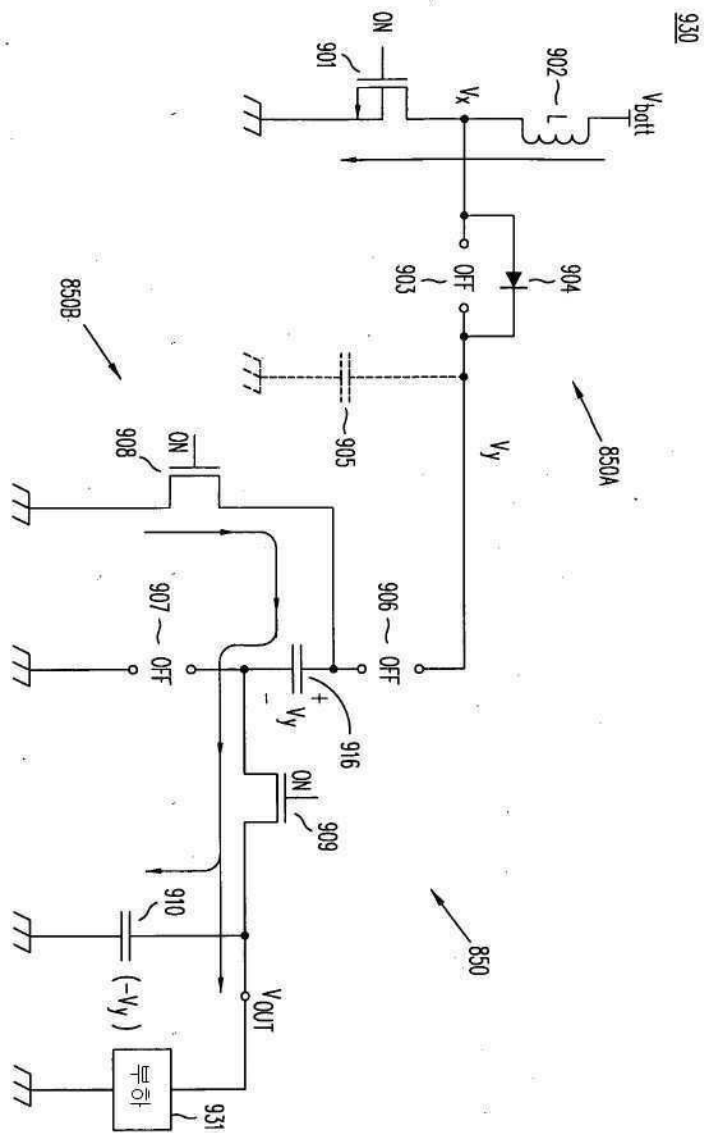 930
Vbatt
902
L
Vx
901
ON
904
OFF
903
905
Vy
850A
850B
908
ON
906
OFF
916
+
Vy
-
907
OFF
ON
909
850
910
(-Vy)
VOUT
부하
931